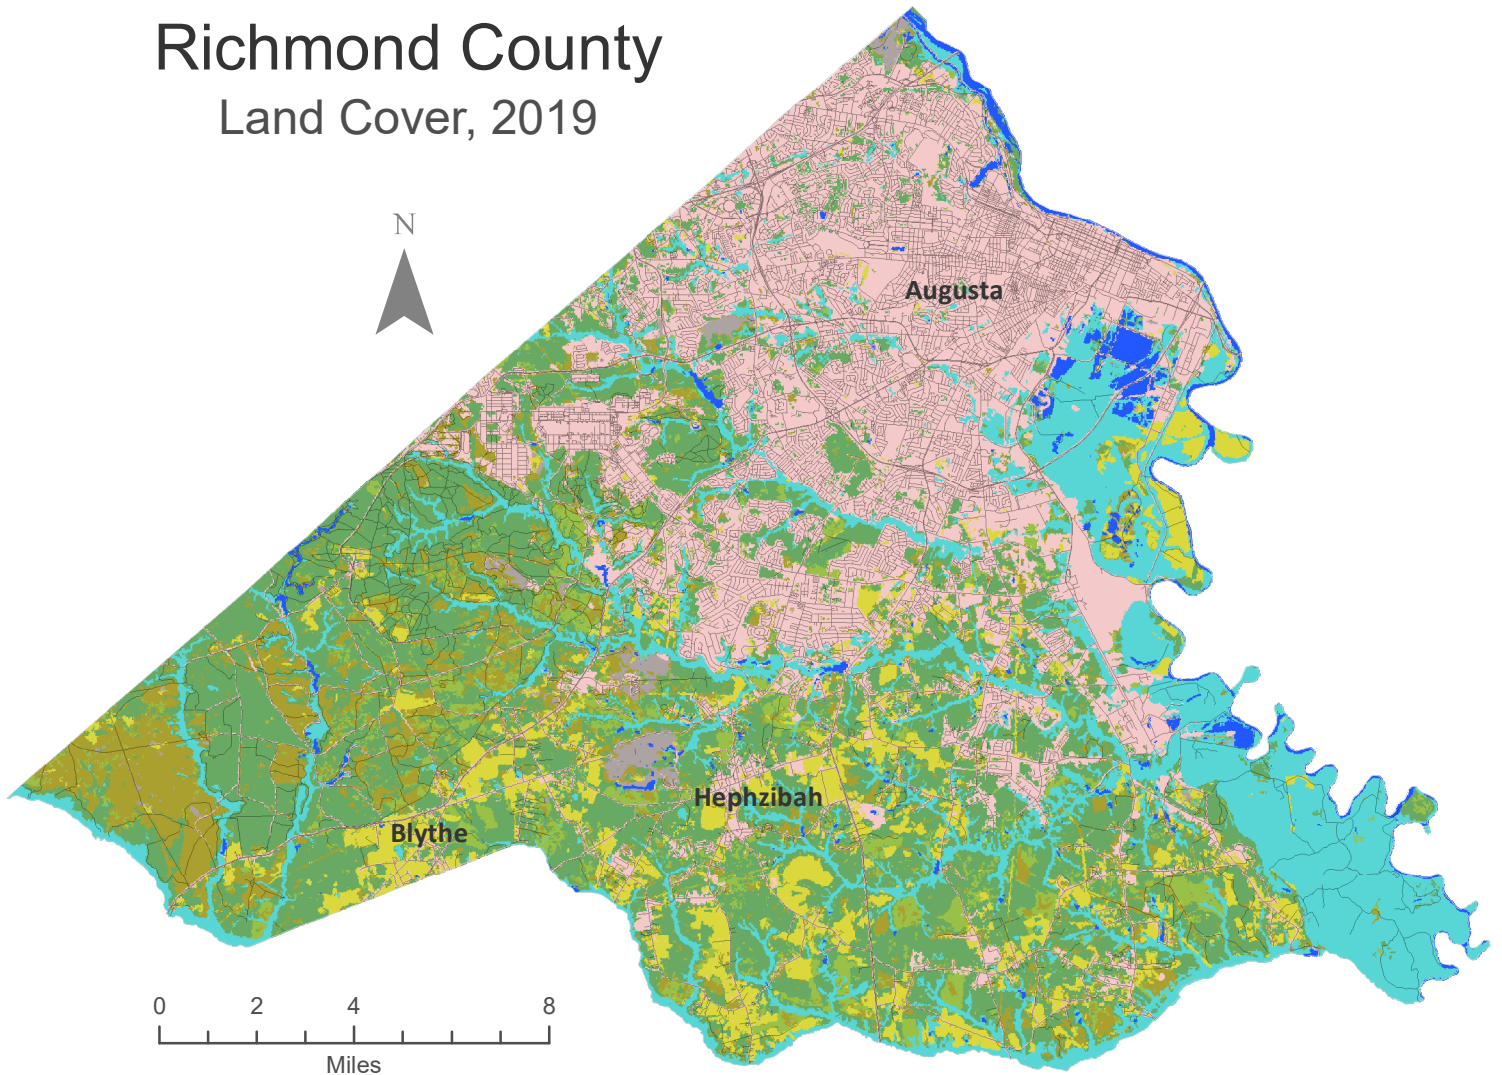 Richmond County
Land Cover, 2019
N
Augusta
Hephzibah
Blythe
0 2 4 8
Miles